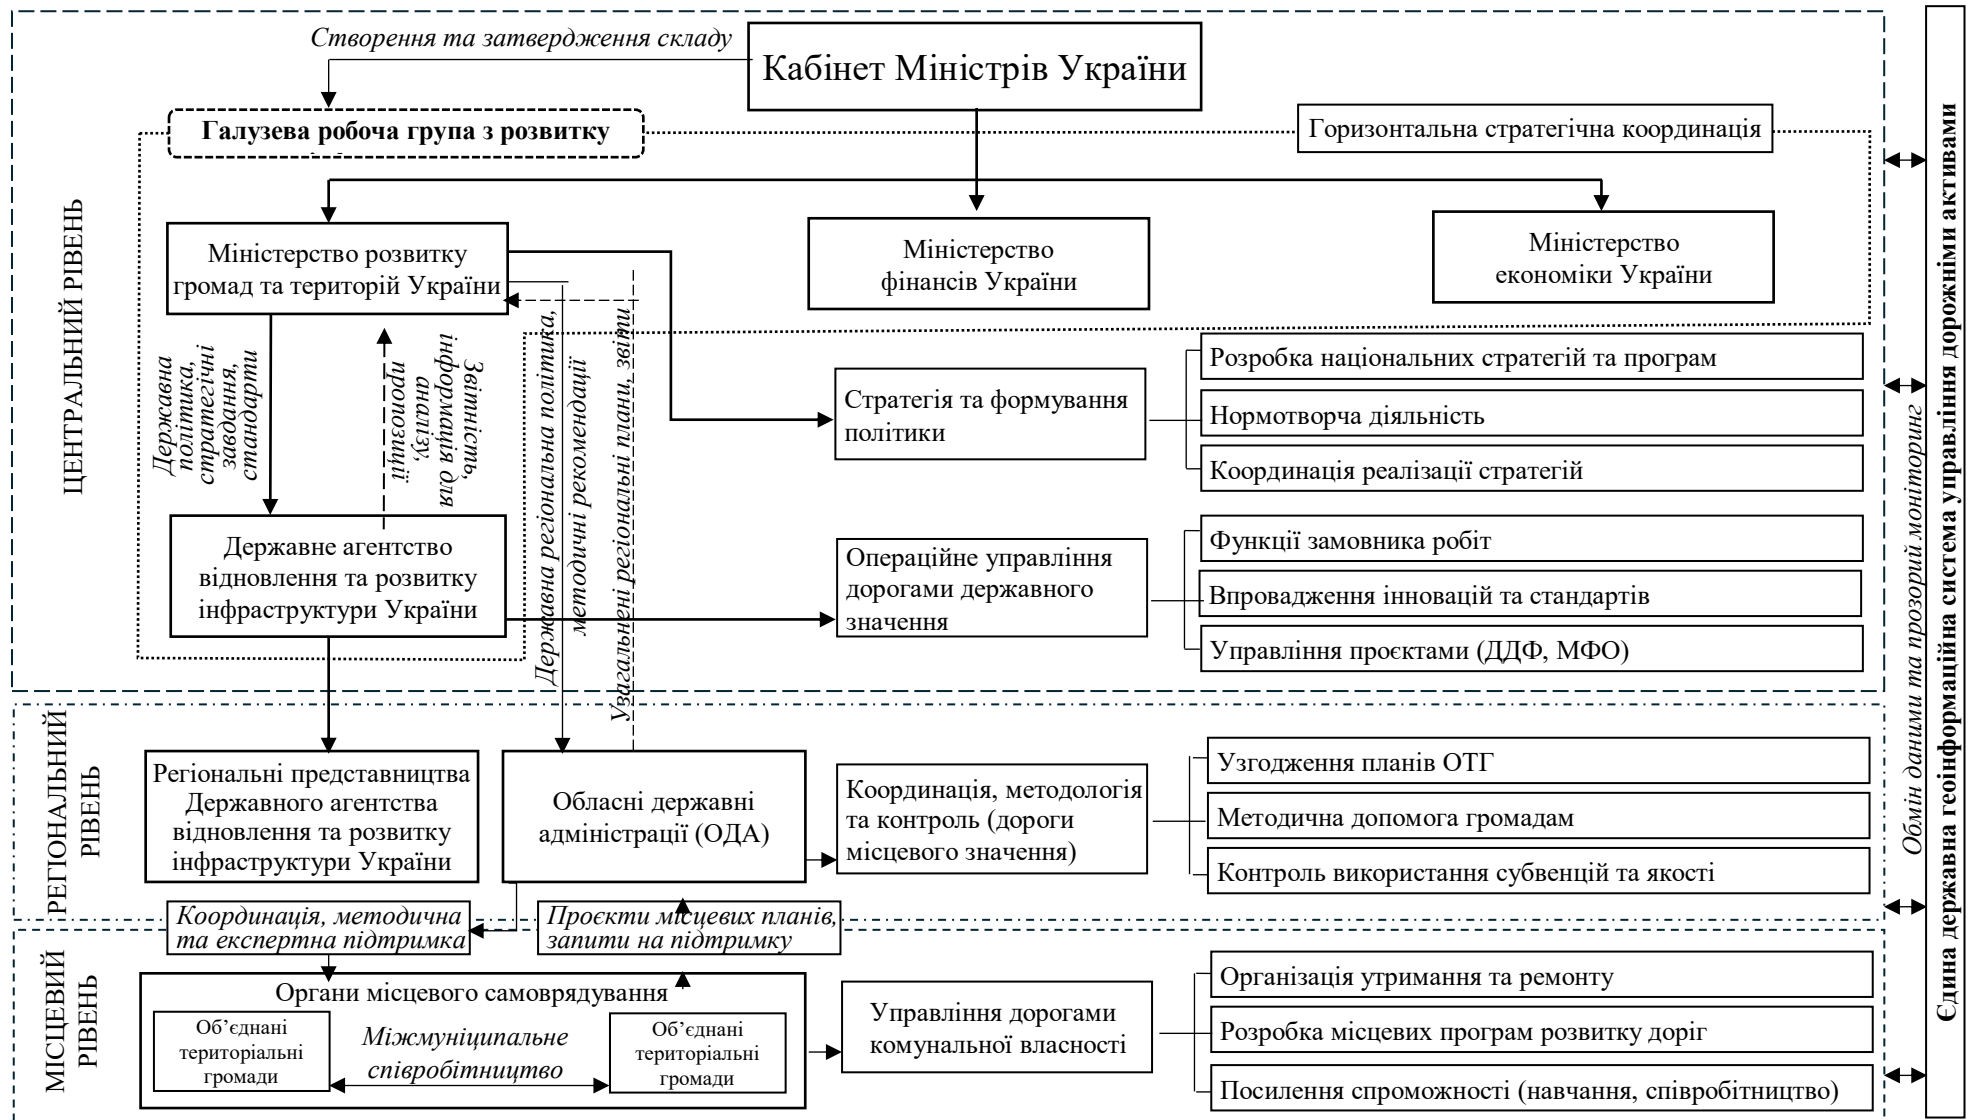 Створення та затвердження складу
Кабінет Міністрів України
Галузева робоча група з розвитку
Горизонтальна стратегічна координація
ЦЕНТРАЛЬНИЙ РІВЕНЬ
Міністерство розвитку
громад та територій України
Міністерство
фінансів України
Міністерство
економіки України
Державна
політика,
стратегічні
завдання,
стандарти
Звітність,
інформація для
аналізу,
пропозиції
Державна регіональна політика,
методичні рекомендації
Узагальнені регіональні плани, звіти
Стратегія та формування
політики
Розробка національних стратегій та програм
Нормотворча діяльність
Координація реалізації стратегій
Державне агентство
відновлення та розвитку
інфраструктури України
Операційне управління
дорогами державного
значення
Функції замовника робіт
Впровадження інновацій та стандартів
Управління проєктами (ДДФ, МФО)
РЕГІОНАЛЬНИЙ
РІВЕНЬ
Регіональні представництва
Державного агентства
відновлення та розвитку
інфраструктури України
Обласні державні
адміністрації (ОДА)
Координація, методологія
та контроль (дороги
місцевого значення)
Узгодження планів ОТГ
Методична допомога громадам
Контроль використання субвенцій та якості
Координація, методична
та експертна підтримка
Проєкти місцевих планів,
запити на підтримку
МІСЦЕВИЙ
РІВЕНЬ
Органи місцевого самоврядування
Об’єднані
територіальні
громади
Міжмуніципальне
співробітництво
Об’єднані
територіальні
громади
Управління дорогами
комунальної власності
Організація утримання та ремонту
Розробка місцевих програм розвитку доріг
Посилення спроможності (навчання, співробітництво)
Обмін даними та прозорий моніторинг
Єдина державна геоінформаційна система управління дорожніми активами